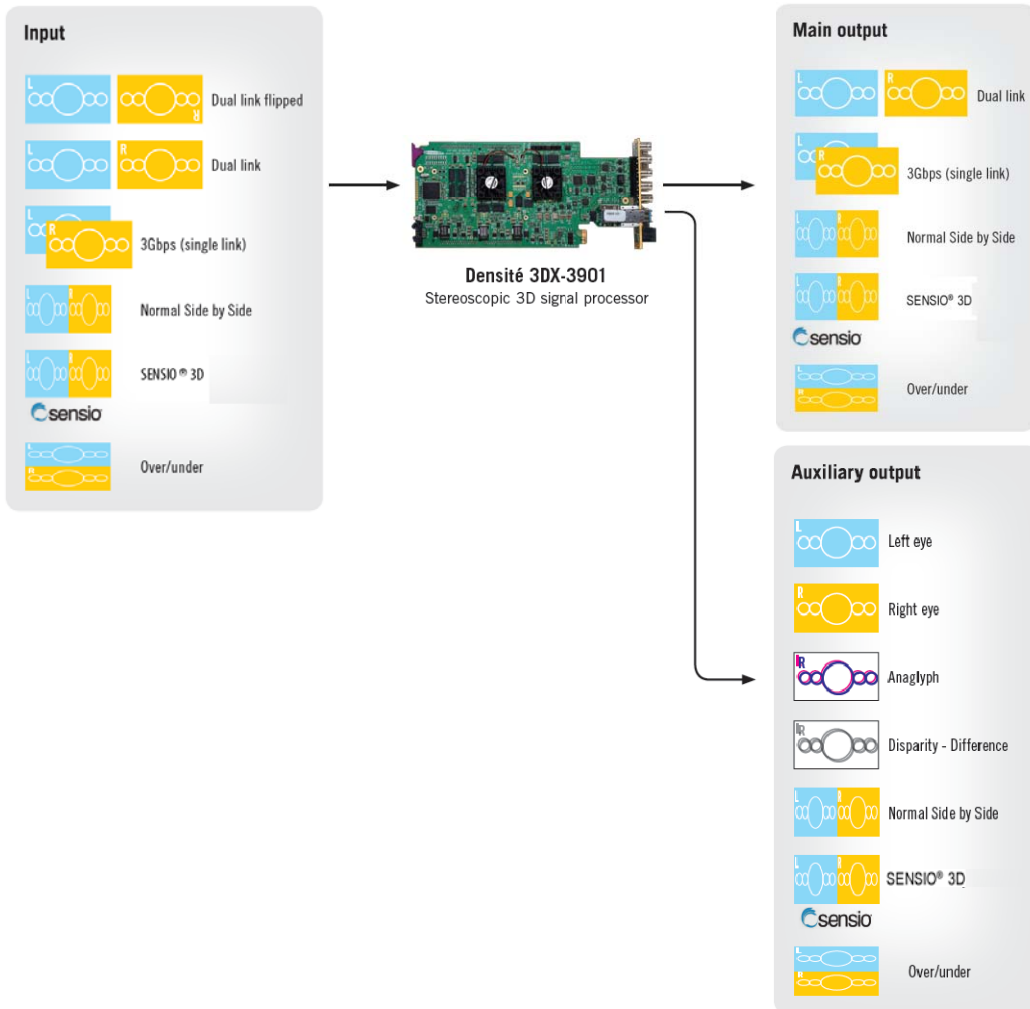 Input
L
R
Dual link flipped
L
R
Dual link
L
R
3Gbps (single link)
L
R
Normal Side by Side
L
R
SENSIO® 3D
sensio
L
R
Over/under
Densité 3DX-3901
Stereoscopic 3D signal processor
Main output
L
R
Dual link
L
R
3Gbps (single link)
L
R
Normal Side by Side
L
R
SENSIO® 3D
sensio
L
R
Over/under
Auxiliary output
L
Left eye
R
Right eye
LR
Anaglyph
LR
Disparity - Difference
L
R
Normal Side by Side
L
R
SENSIO® 3D
sensio
L
R
Over/under